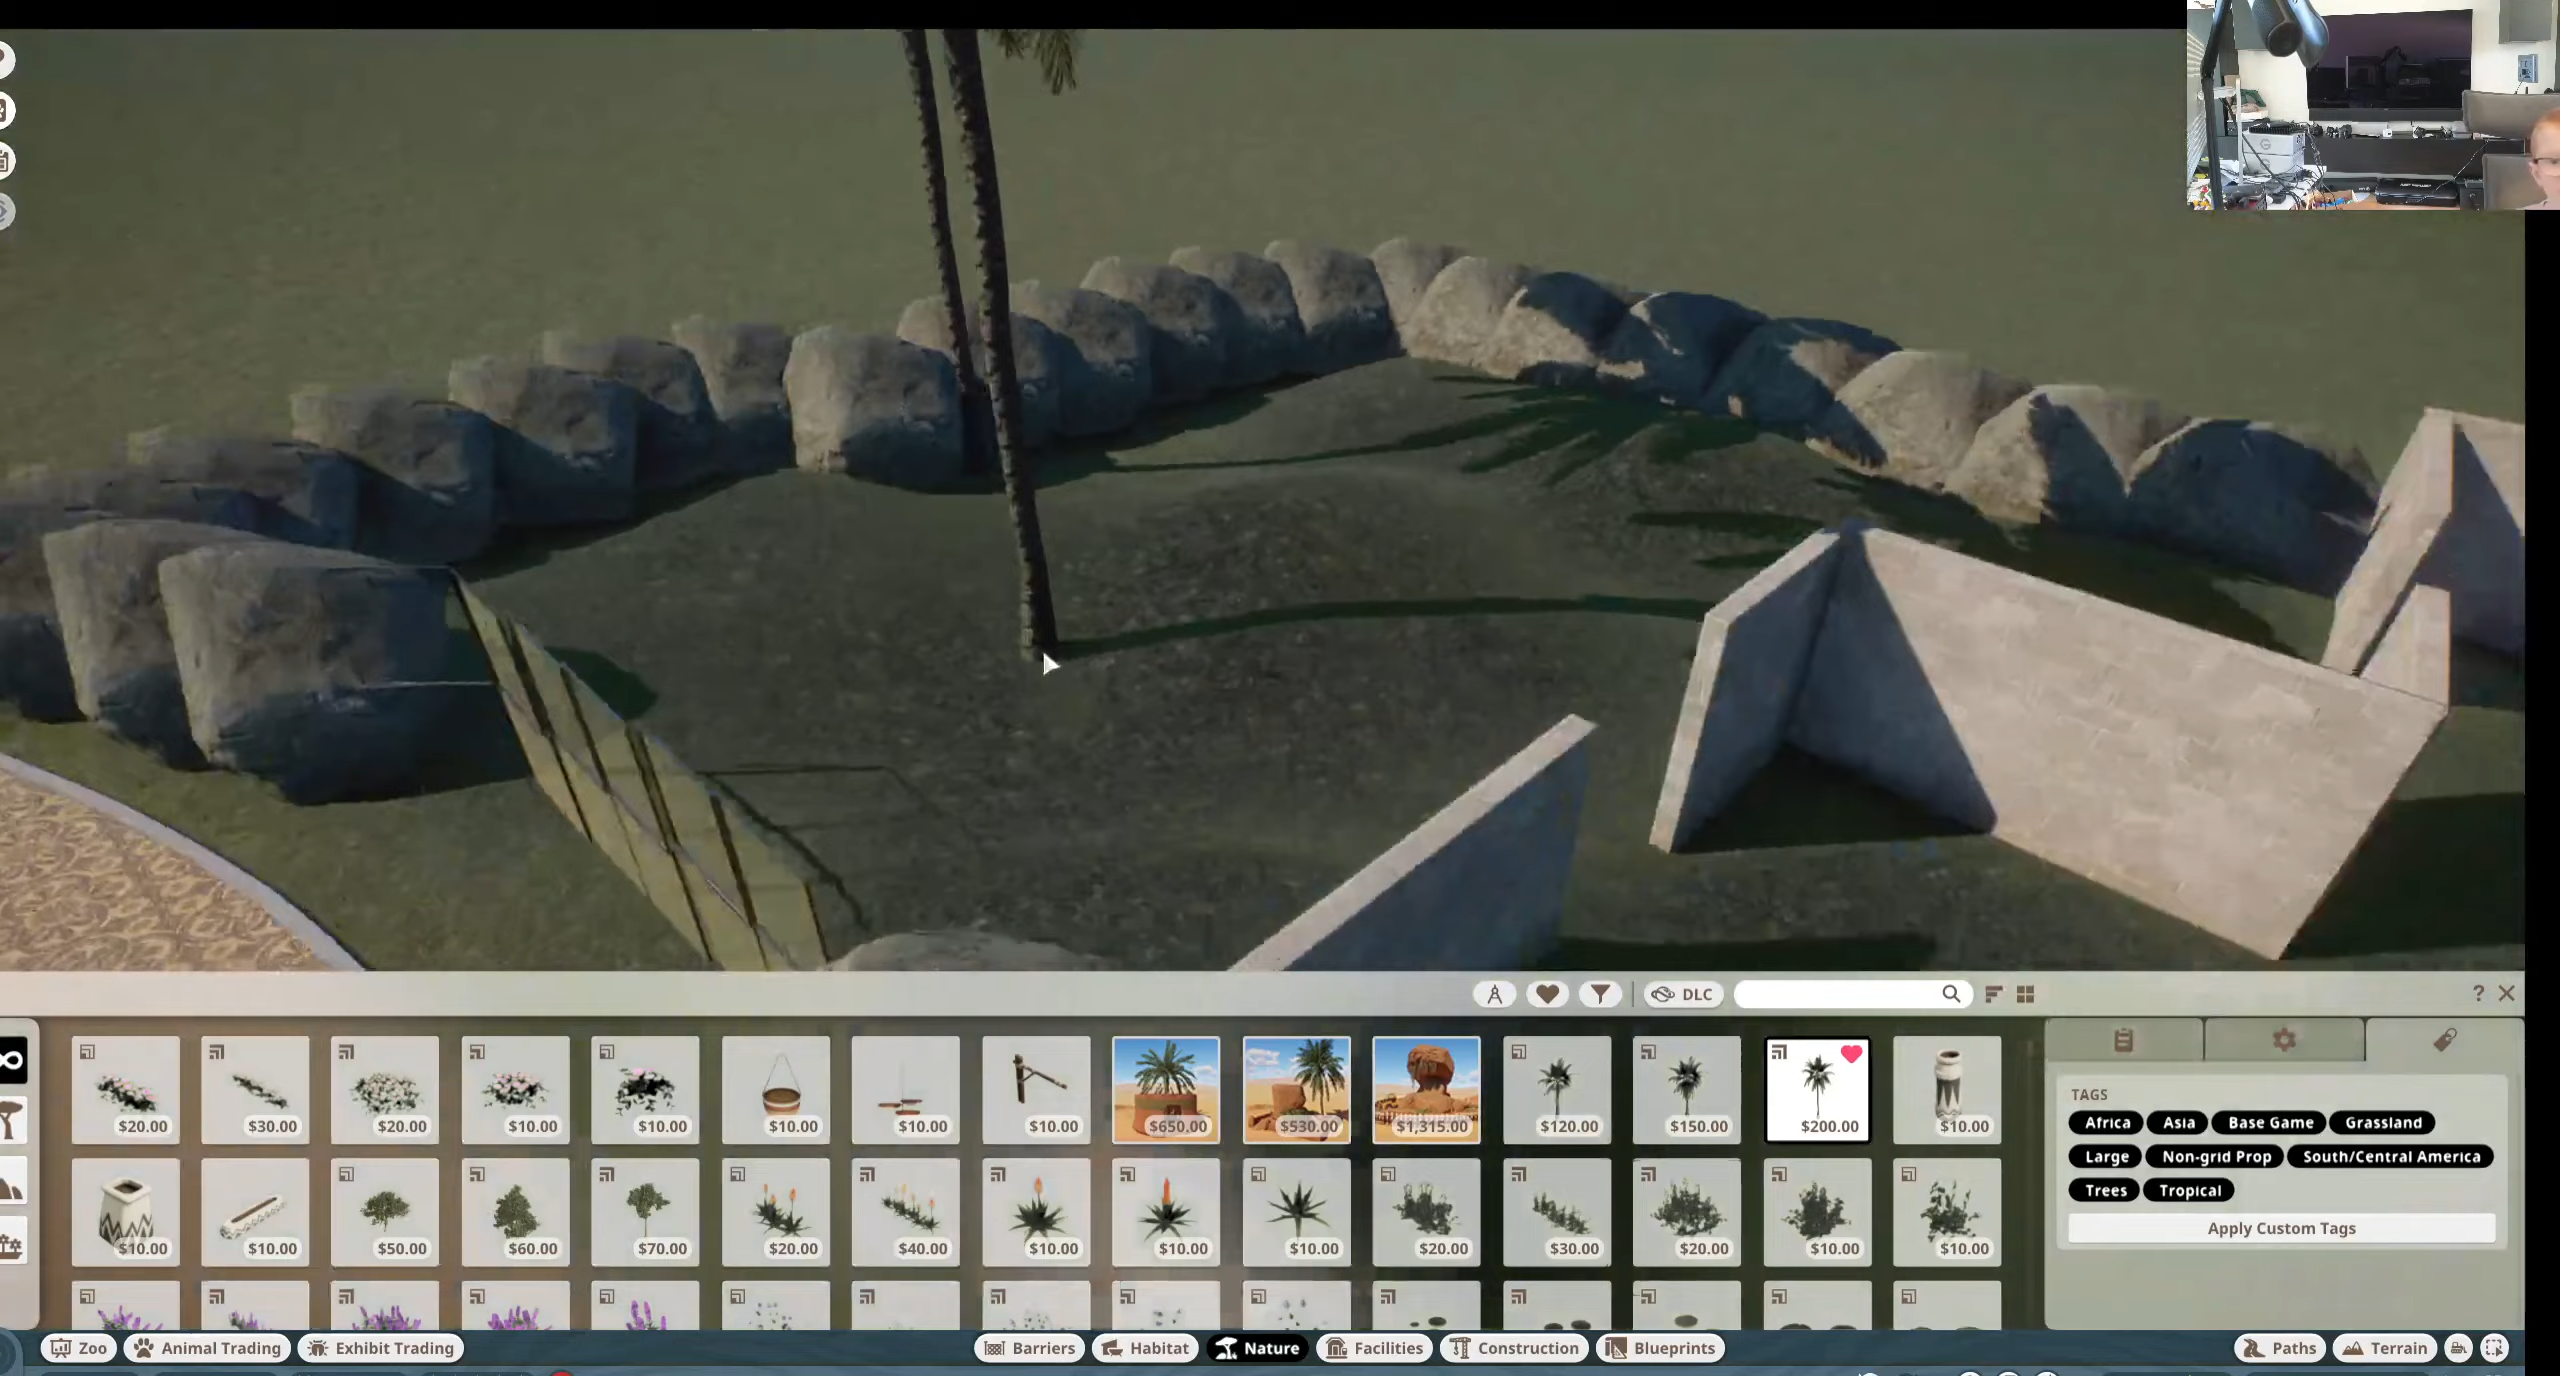 DLC
?
$20.00 $30.00 $20.00 $10.00 $10.00 $10.00 $10.00 $10.00 $650.00 $530.00 $1,315.00 $120.00 $150.00 $200.00 $10.00
$10.00 $10.00 $50.00 $60.00 $70.00 $20.00 $40.00 $10.00 $10.00 $10.00 $20.00 $30.00 $20.00 $10.00 $10.00
TAGS
Africa Asia Base Game Grassland
Large Non-grid Prop South/Central America
Trees Tropical
Apply Custom Tags
Zoo Animal Trading Exhibit Trading Barriers Habitat Nature Facilities Construction Blueprints Paths Terrain